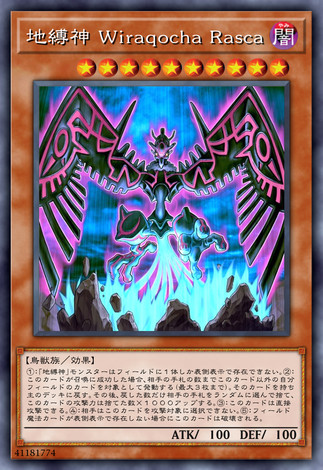 地縛神 Wiraqocha Rasca
闇
やみ
【鳥獣族/効果】
①:「地縛神」モンスターはフィールドに1体しか表側表示で存在できない。②:
このカードが召喚に成功した場合、相手の手札の数までこのカード以外の自分
フィールドのカードを対象として発動する(最大3枚まで)。そのカードを持ち主
のデッキに戻す。その後、戻した数だけ相手の手札をランダムに選んで捨て、
このカードの攻撃力は捨てた数×1000アップする。③:このカードは直接
攻撃できる。④:相手はこのカードを攻撃対象に選択できない。⑤:フィールド
魔法カードが表側表示で存在しない場合にこのカードは破壊される。
ATK/ 100 DEF/ 100
41181774